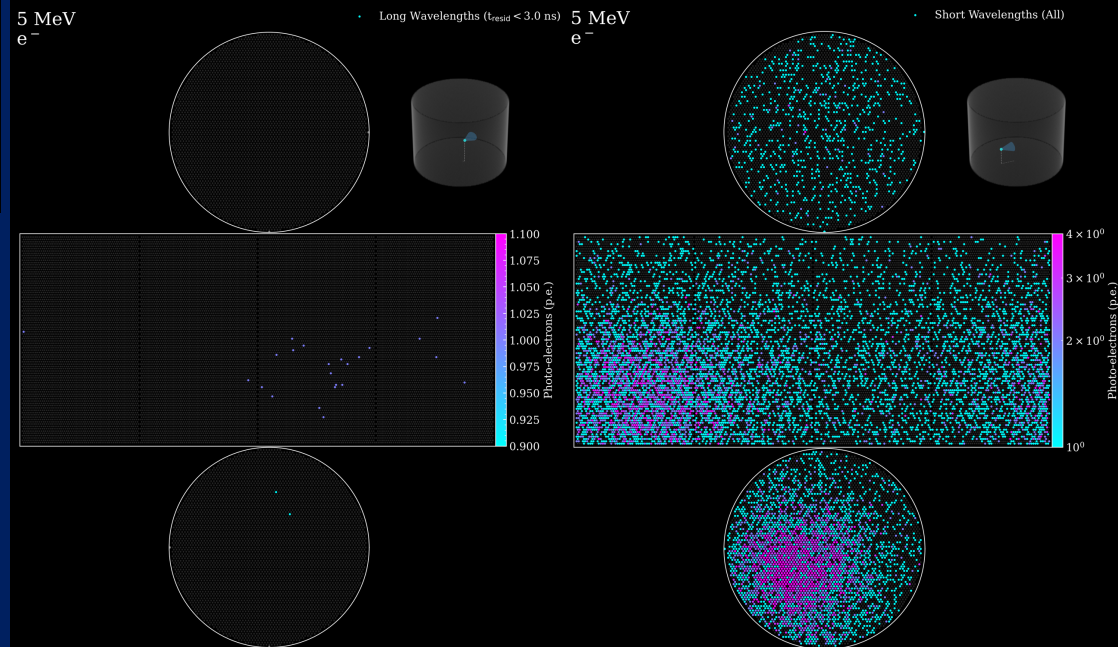 5 MeV
e⁻
Long Wavelengths (t_resid < 3.0 ns)
1.100
1.075
1.050
1.025
1.000
0.975
0.950
0.925
0.900
Photo-electrons (p.e.)
5 MeV
e⁻
Short Wavelengths (All)
4 × 10⁰
3 × 10⁰
2 × 10⁰
10⁰
Photo-electrons (p.e.)